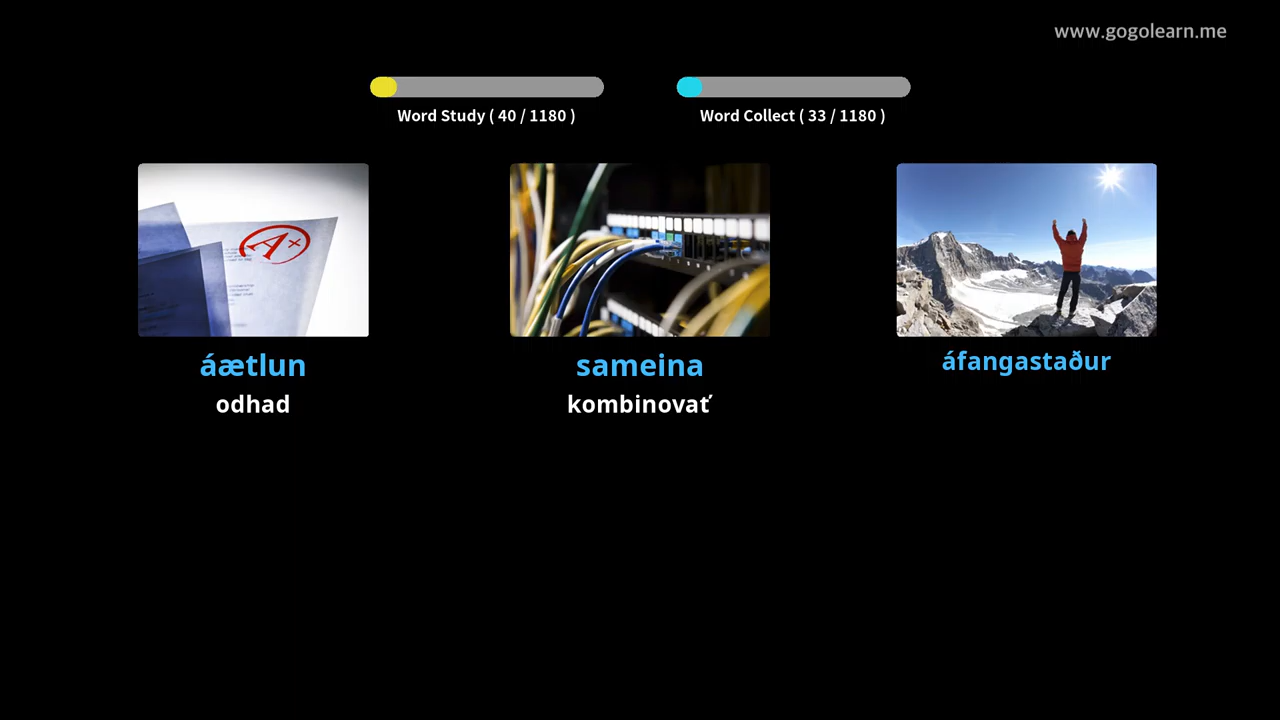 www.gogolearn.me
Word Study ( 40 / 1180 )
Word Collect ( 33 / 1180 )
A+
áætlun
odhad
sameina
kombinovať
áfangastaður